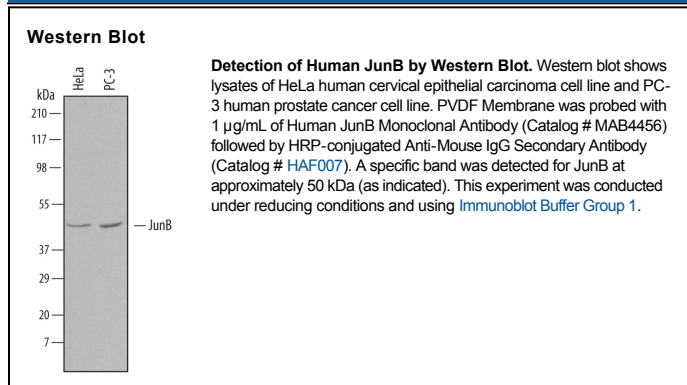 Western Blot
HeLa
PC-3
kDa
210
117
98
55
37
29
20
7
JunB
Detection of Human JunB by Western Blot. Western blot shows
lysates of HeLa human cervical epithelial carcinoma cell line and PC-
3 human prostate cancer cell line. PVDF Membrane was probed with
1 µg/mL of Human JunB Monoclonal Antibody (Catalog # MAB4456)
followed by HRP-conjugated Anti-Mouse IgG Secondary Antibody
(Catalog # HAF007). A specific band was detected for JunB at
approximately 50 kDa (as indicated). This experiment was conducted
under reducing conditions and using Immunoblot Buffer Group 1.